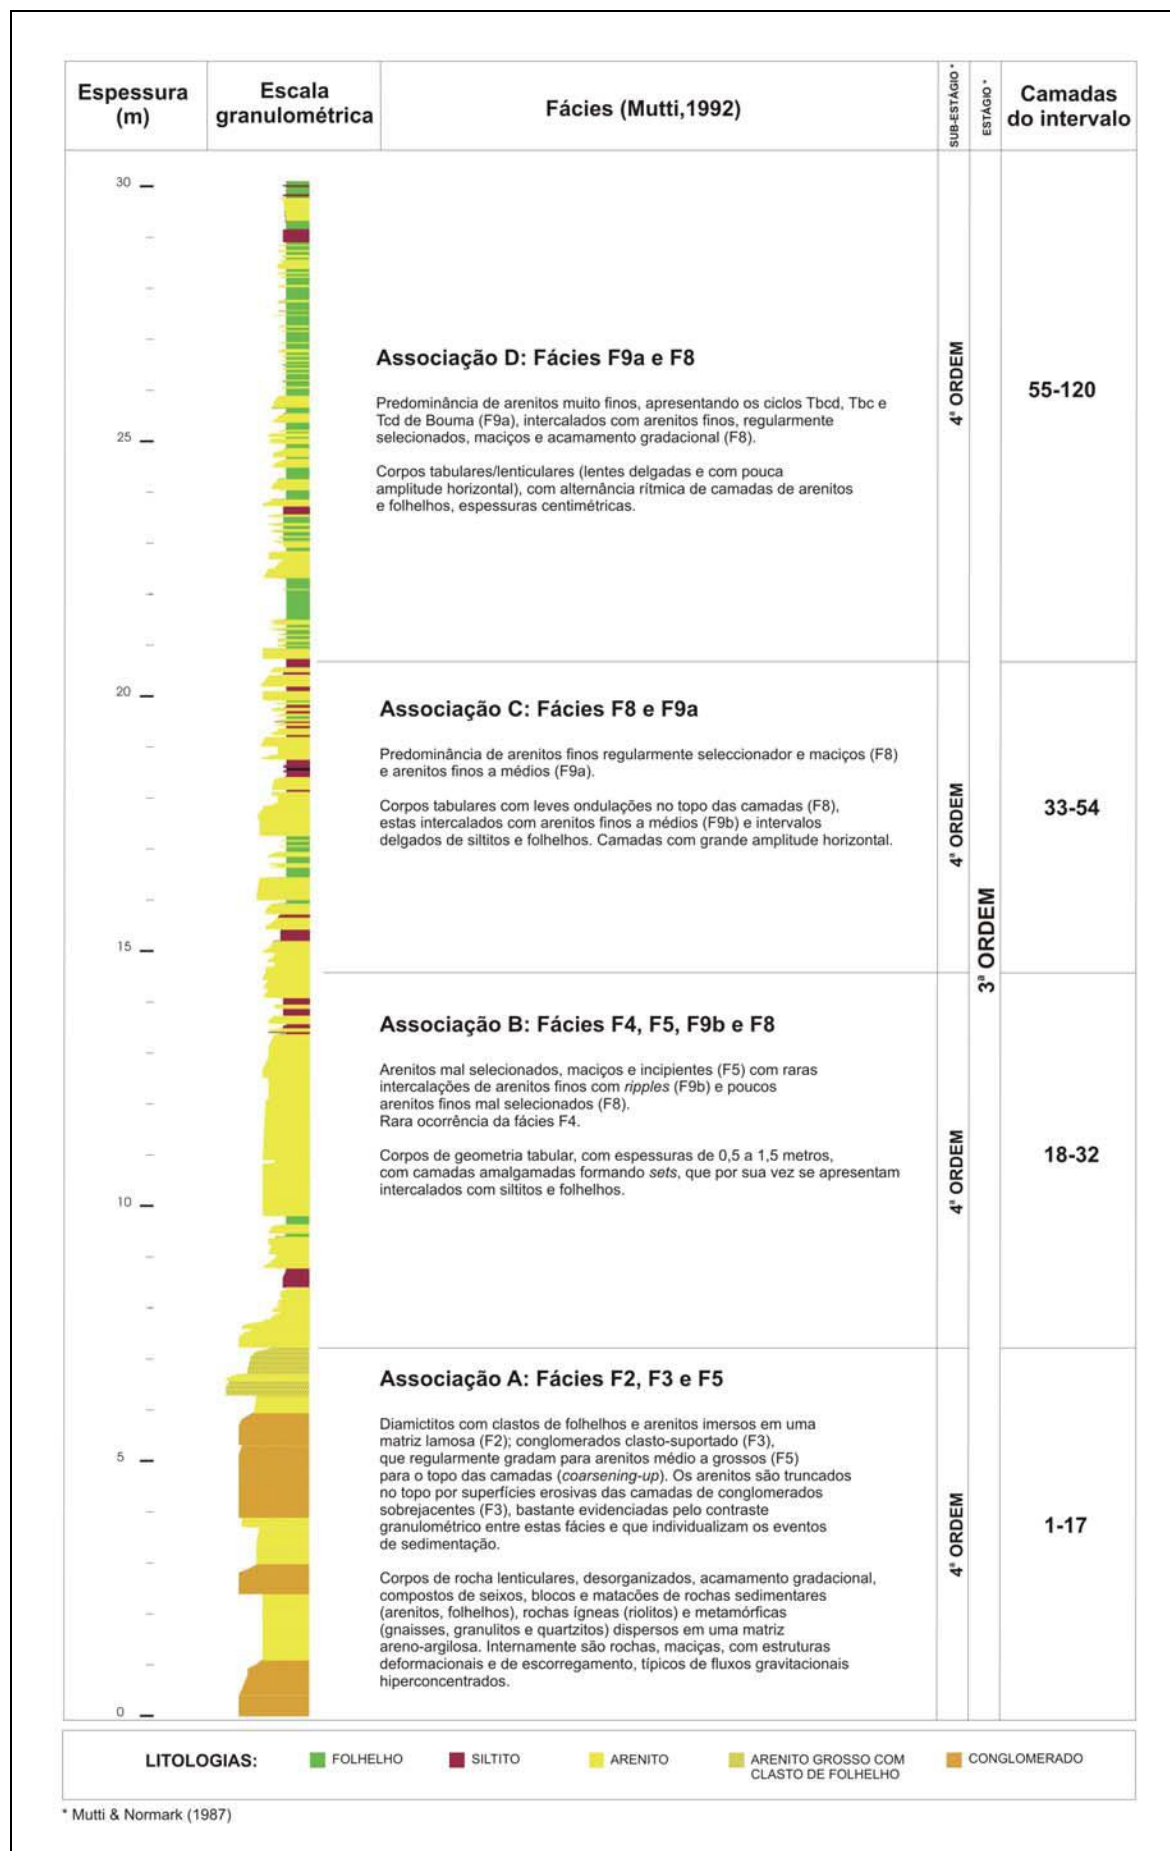 Espessura
(m)
Escala
granulométrica
Fácies (Mutti,1992)
SUB-ESTÁGIO *
ESTÁGIO *
Camadas
do intervalo
30
25
20
15
10
5
0
Associação D: Fácies F9a e F8
Predominância de arenitos muito finos, apresentando os ciclos Tbcd, Tbc e
Tcd de Bouma (F9a), intercalados com arenitos finos, regularmente
selecionados, maciços e acamamento gradacional (F8).
Corpos tabulares/lenticulares (lentes delgadas e com pouca
amplitude horizontal), com alternância rítmica de camadas de arenitos
e folhelhos, espessuras centimétricas.
4ª ORDEM
55-120
Associação C: Fácies F8 e F9a
Predominância de arenitos finos regularmente seleccionador e maciços (F8)
e arenitos finos a médios (F9a).
Corpos tabulares com leves ondulações no topo das camadas (F8),
estas intercalados com arenitos finos a médios (F9b) e intervalos
delgados de siltitos e folhelhos. Camadas com grande amplitude horizontal.
4ª ORDEM
33-54
3ª ORDEM
Associação B: Fácies F4, F5, F9b e F8
Arenitos mal selecionados, maciços e incipientes (F5) com raras
intercalações de arenitos finos com ripples (F9b) e poucos
arenitos finos mal selecionados (F8).
Rara ocorrência da fácies F4.
Corpos de geometria tabular, com espessuras de 0,5 a 1,5 metros,
com camadas amalgamadas formando sets, que por sua vez se apresentam
intercalados com siltitos e folhelhos.
4ª ORDEM
18-32
Associação A: Fácies F2, F3 e F5
Diamictitos com clastos de folhelhos e arenitos imersos em uma
matriz lamosa (F2); conglomerados clasto-suportado (F3),
que regularmente gradam para arenitos médio a grossos (F5)
para o topo das camadas (coarsening-up). Os arenitos são truncados
no topo por superfícies erosivas das camadas de conglomerados
sobrejacentes (F3), bastante evidenciadas pelo contraste
granulométrico entre estas fácies e que individualizam os eventos
de sedimentação.
Corpos de rocha lenticulares, desorganizados, acamamento gradacional,
compostos de seixos, blocos e matacões de rochas sedimentares
(arenitos, folhelhos), rochas ígneas (riolitos) e metamórficas
(gnaisses, granulitos e quartzitos) dispersos em uma matriz
areno-argilosa. Internamente são rochas, maciças, com estruturas
deformacionais e de escorregamento, típicos de fluxos gravitacionais
hiperconcentrados.
4ª ORDEM
1-17
LITOLOGIAS:
FOLHELHO
SILTITO
ARENITO
ARENITO GROSSO COM
CLASTO DE FOLHELHO
CONGLOMERADO
* Mutti & Normark (1987)